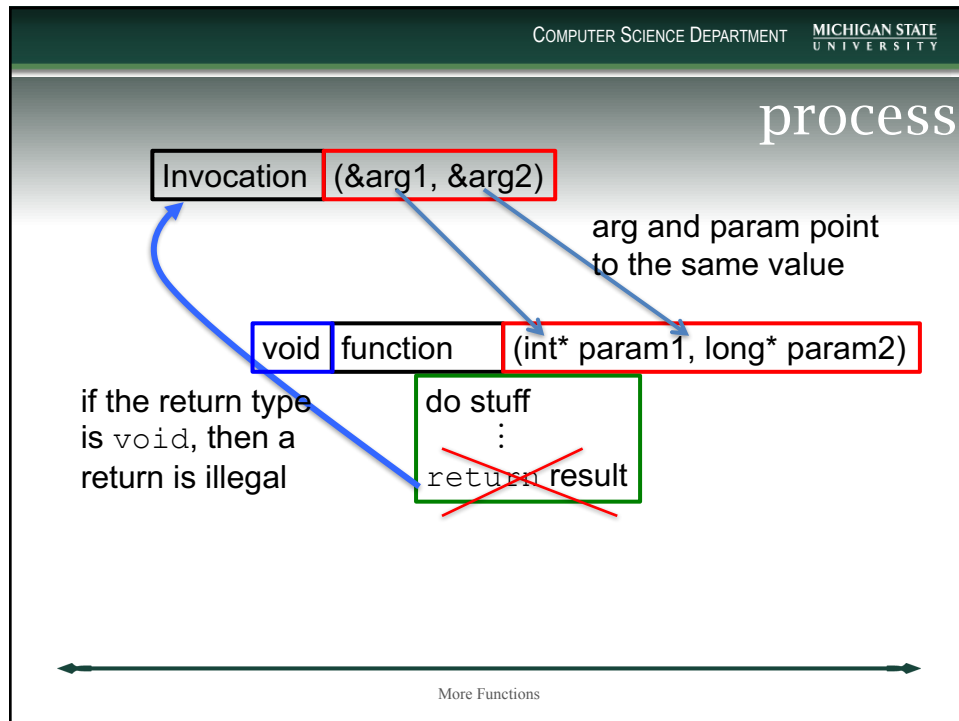 COMPUTER SCIENCE DEPARTMENT
MICHIGAN STATE
UNIVERSITY
process
Invocation (&arg1, &arg2)
arg and param point
to the same value
void function (int* param1, long* param2)
if the return type
is void, then a
return is illegal
do stuff
⋮
return result
More Functions